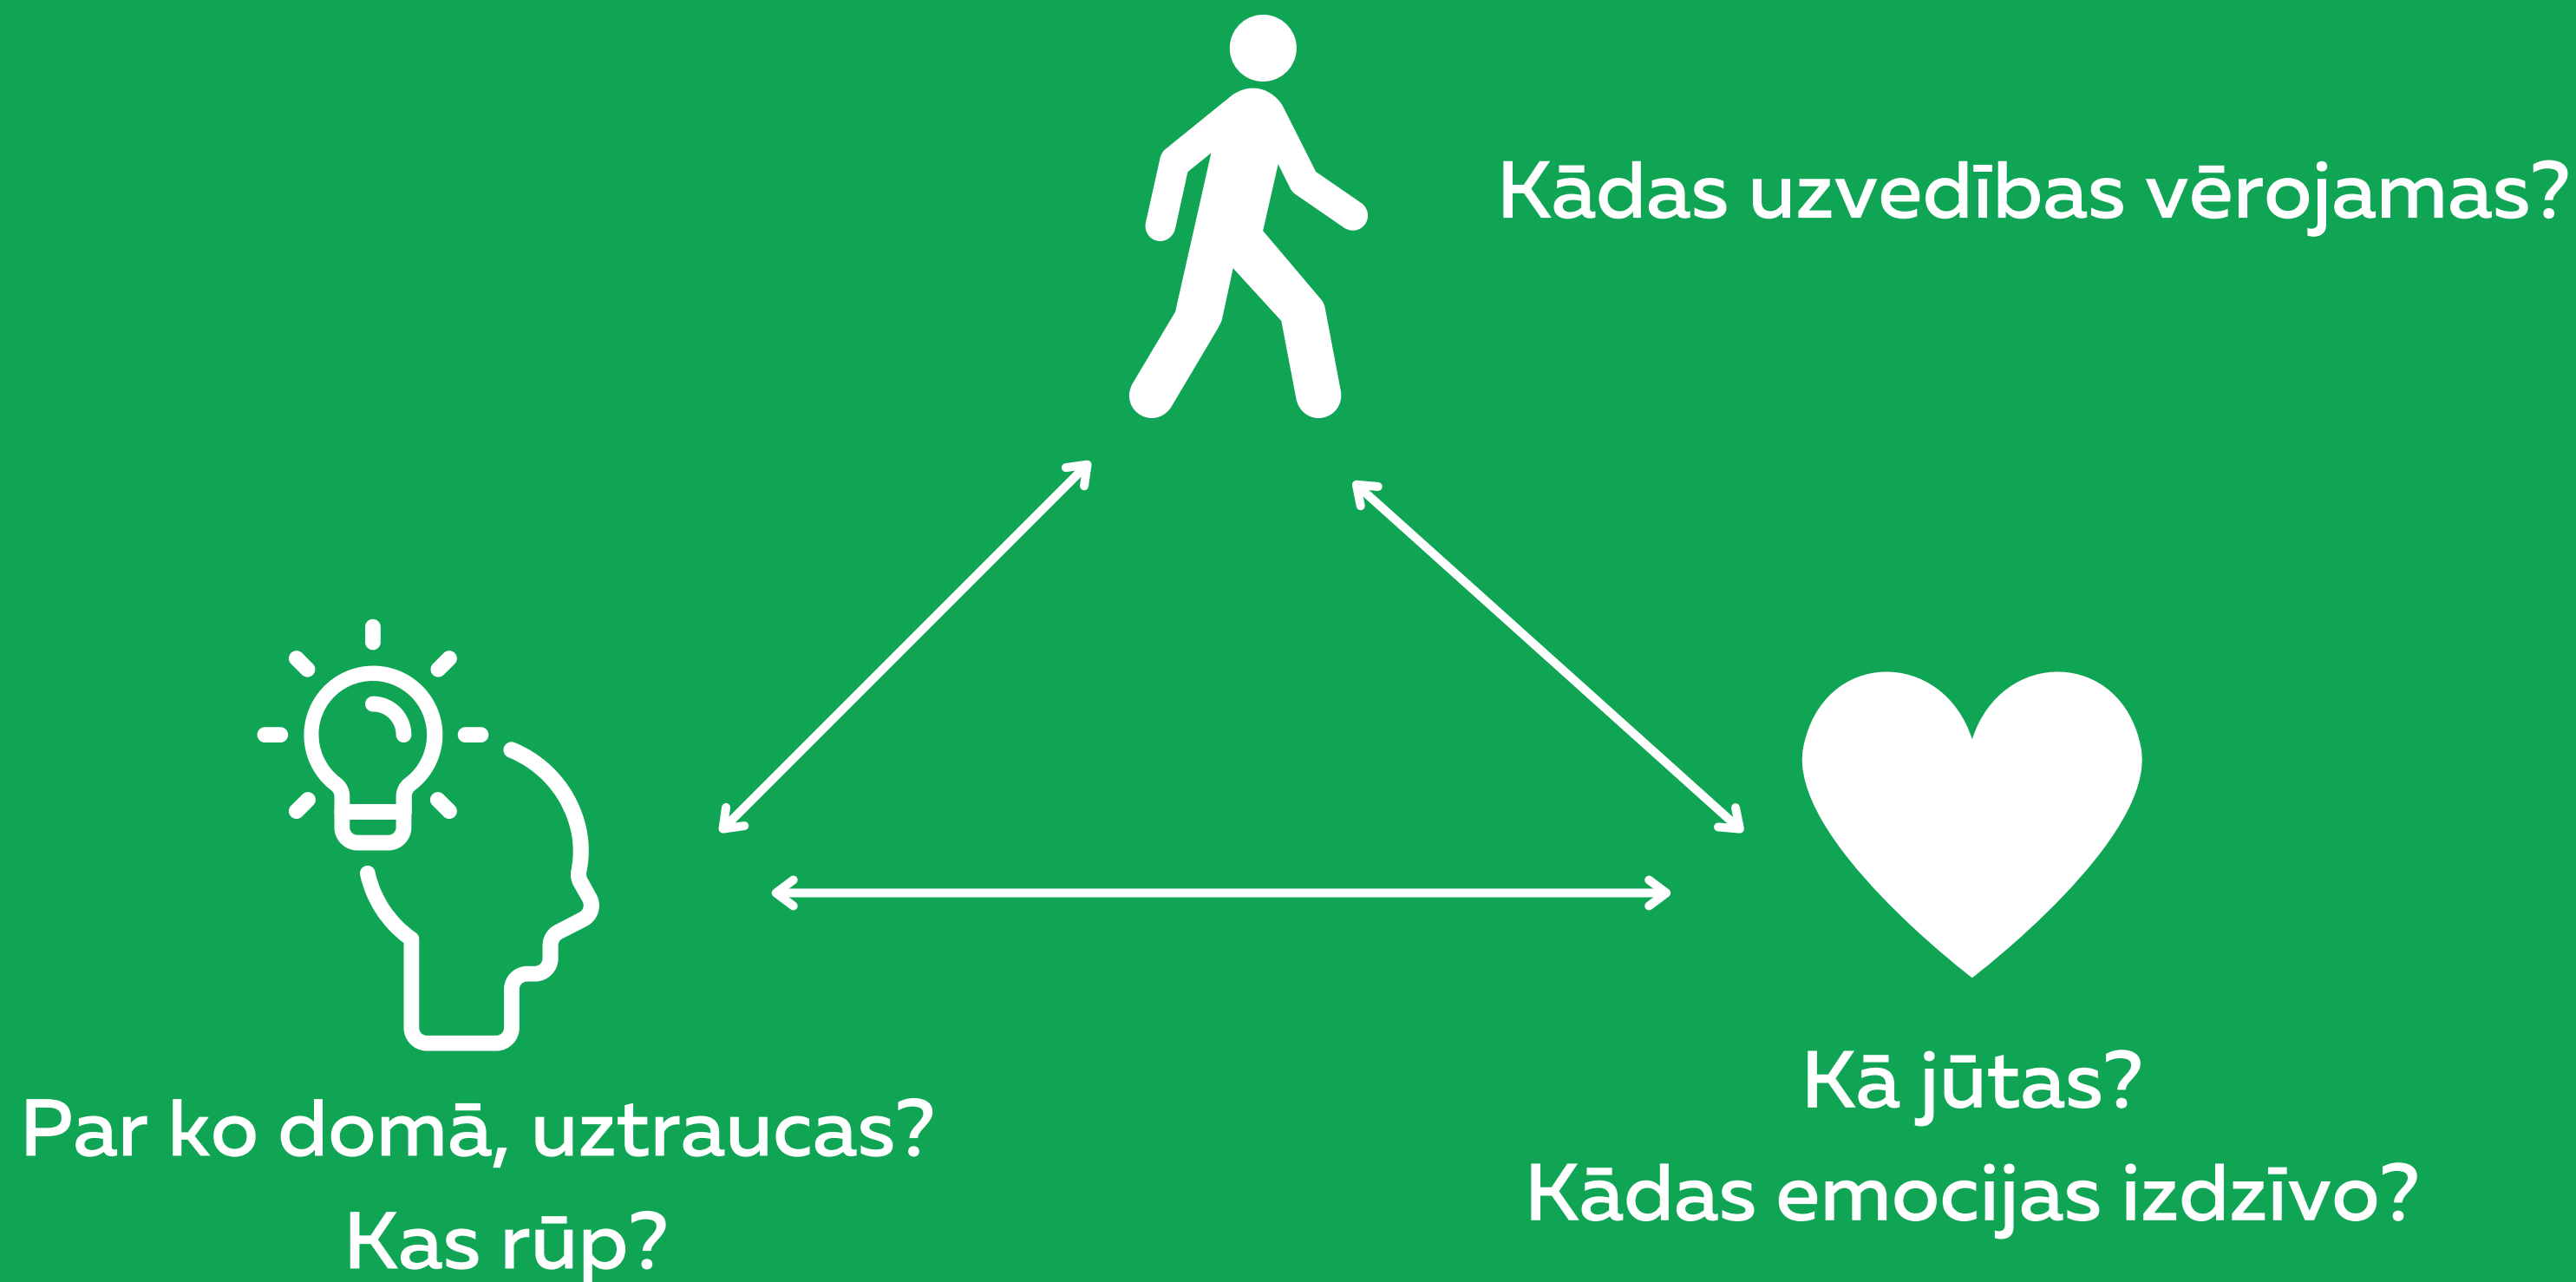 Kādas uzvedības vērojamas?
Par ko domā, uztraucas?
Kas rūp?
Kā jūtas?
Kādas emocijas izdzīvo?